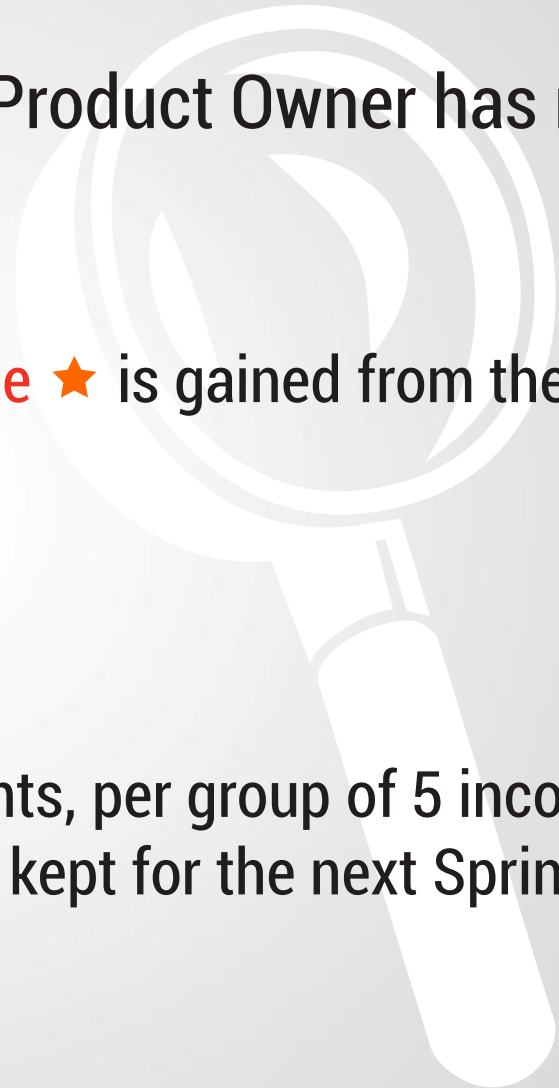 Product Owner has
e ★ is gained from the
nts, per group of 5 inco
kept for the next Sprin